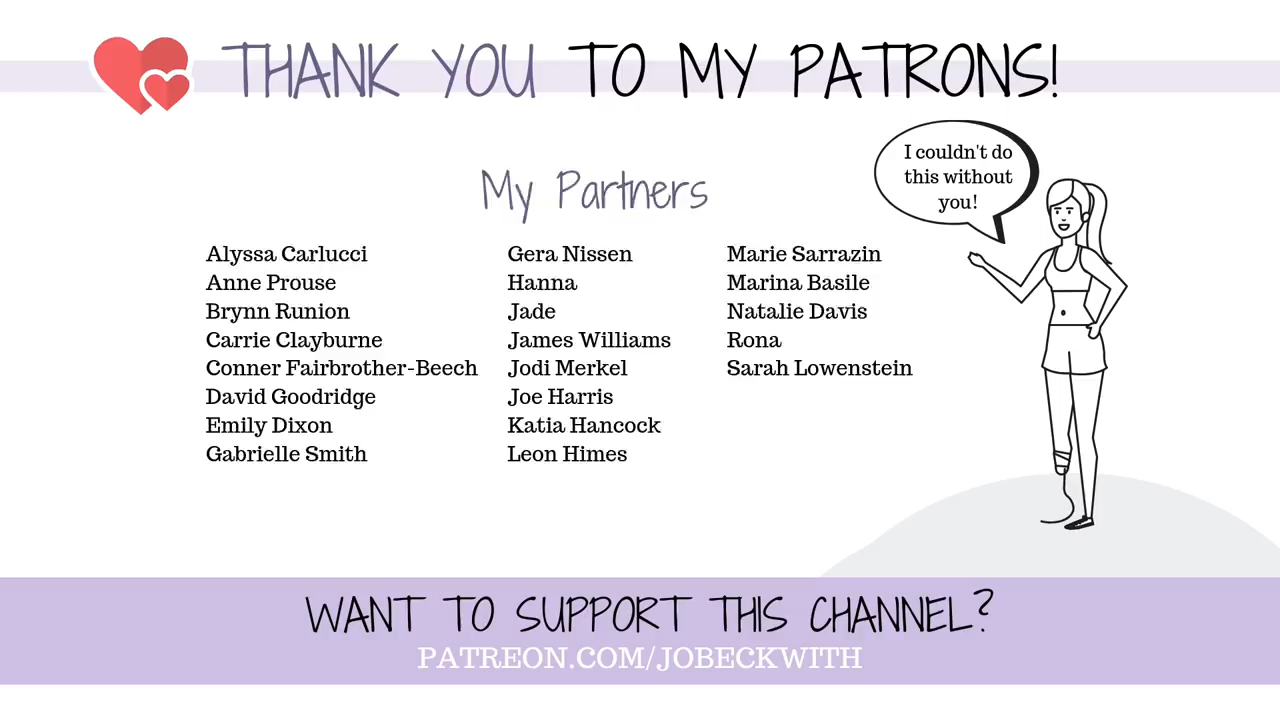 THANK YOU TO MY PATRONS!
I couldn't do
this without
you!
My Partners
Alyssa Carlucci
Anne Prouse
Brynn Runion
Carrie Clayburne
Conner Fairbrother-Beech
David Goodridge
Emily Dixon
Gabrielle Smith
Gera Nissen
Hanna
Jade
James Williams
Jodi Merkel
Joe Harris
Katia Hancock
Leon Himes
Marie Sarrazin
Marina Basile
Natalie Davis
Rona
Sarah Lowenstein
WANT TO SUPPORT THIS CHANNEL?
PATREON.COM/JOBECKWITH